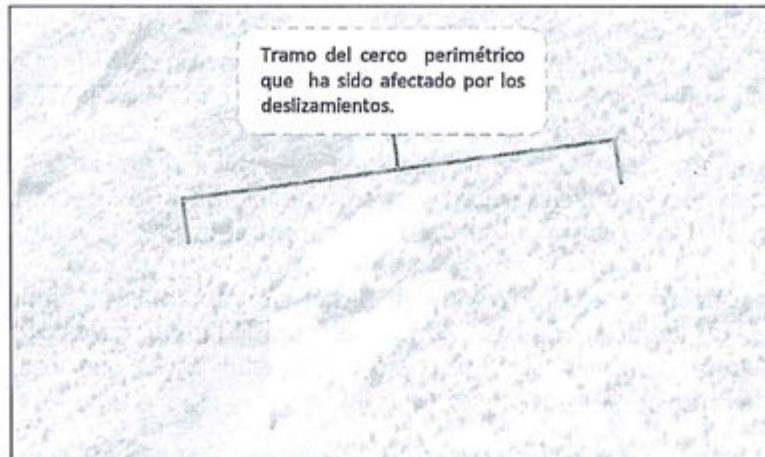 Tramo del cerco perimétrico
que ha sido afectado por los
deslizamientos.